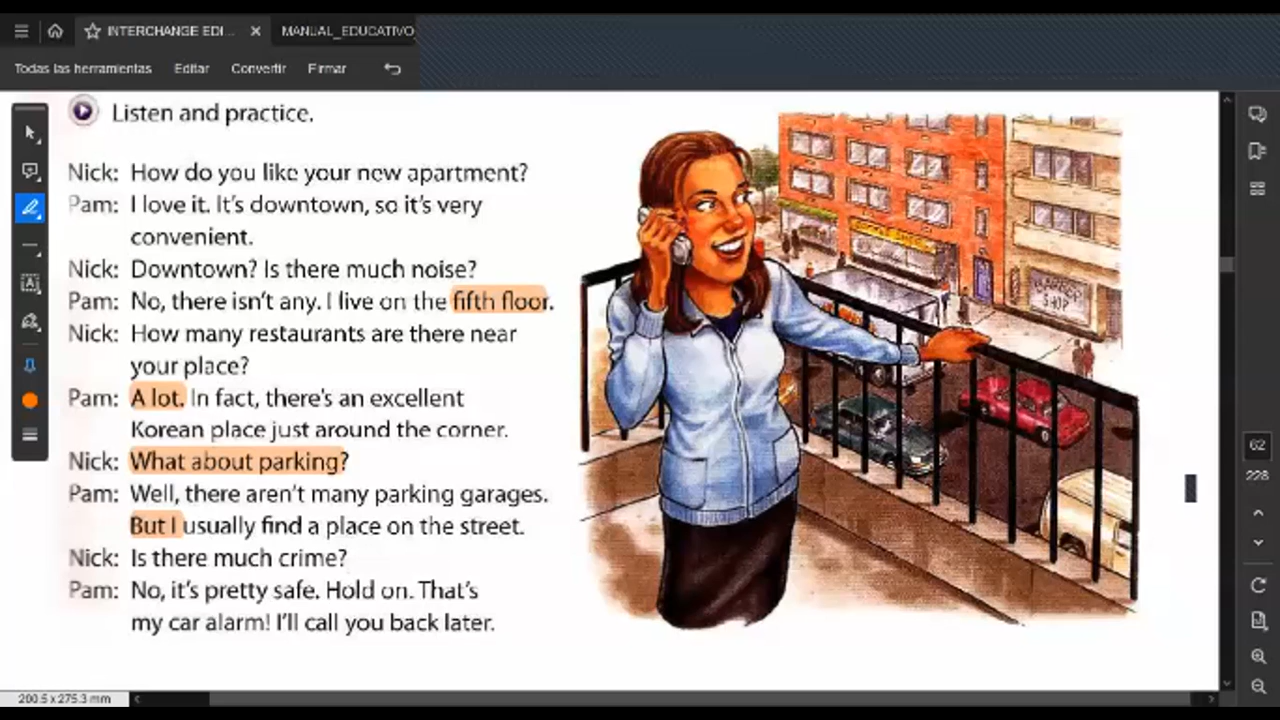 INTERCHANGE EDI...
MANUAL_EDUCATIVO
Todas las herramientas Editar Convertir Firmar
Listen and practice.
Nick: How do you like your new apartment?
Pam: I love it. It's downtown, so it's very
convenient.
Nick: Downtown? Is there much noise?
Pam: No, there isn't any. I live on the fifth floor.
Nick: How many restaurants are there near
your place?
Pam: A lot. In fact, there's an excellent
Korean place just around the corner.
Nick: What about parking?
Pam: Well, there aren't many parking garages.
But I usually find a place on the street.
Nick: Is there much crime?
Pam: No, it's pretty safe. Hold on. That's
my car alarm! I'll call you back later.
BARBER
SHOP
62
228
200.5 x 275.3 mm